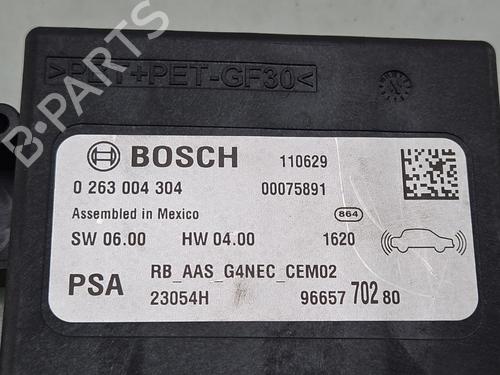 >PBT+PET-GF30<
B-PARTS
BOSCH 110629
0 263 004 304 00075891
Assembled in Mexico 864
SW 06.00 HW 04.00 1620
PSA RB_AAS_G4NEC_CEM02
23054H 96657 702 80